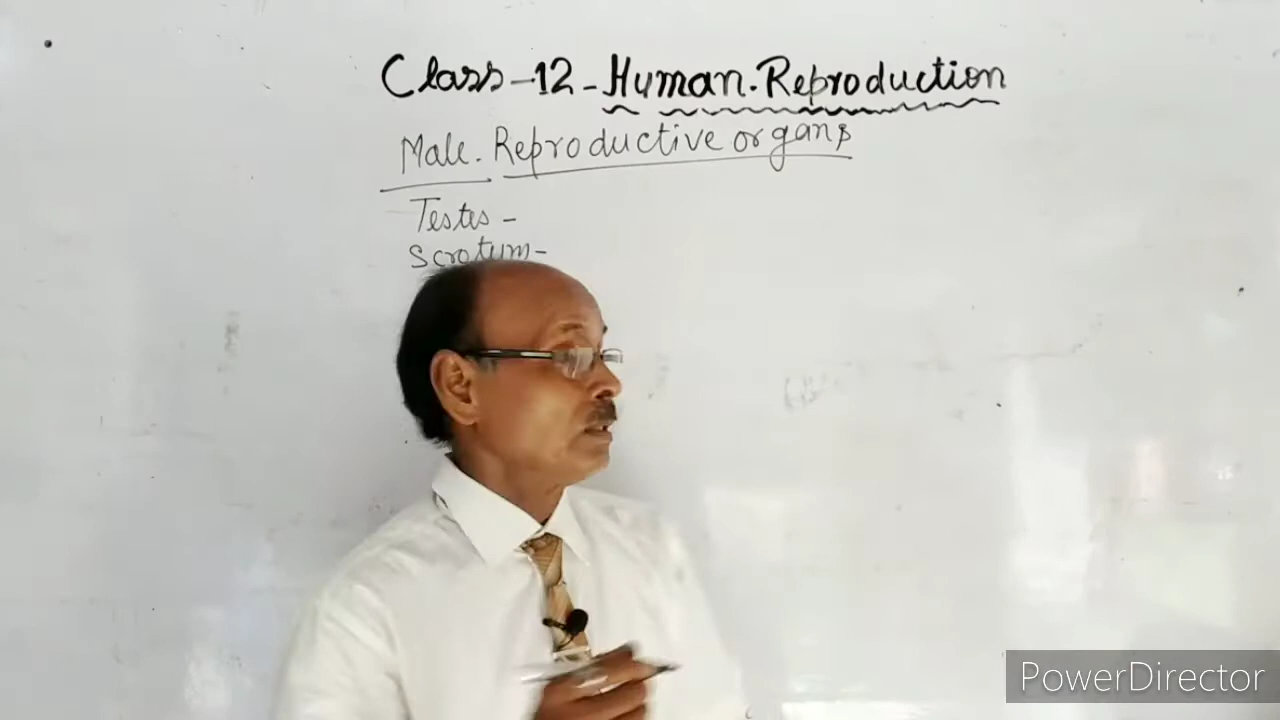 Class-12-Human.Reproduction
Male. Reproductive organs
Testes -
Scrotum-
PowerDirector